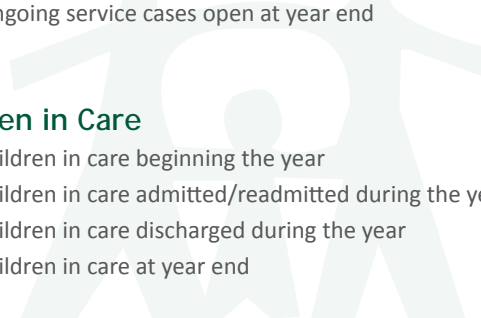 ngoing service cases open at year end
en in Care
ildren in care beginning the year
ildren in care admitted/readmitted during the ye
ildren in care discharged during the year
ildren in care at year end